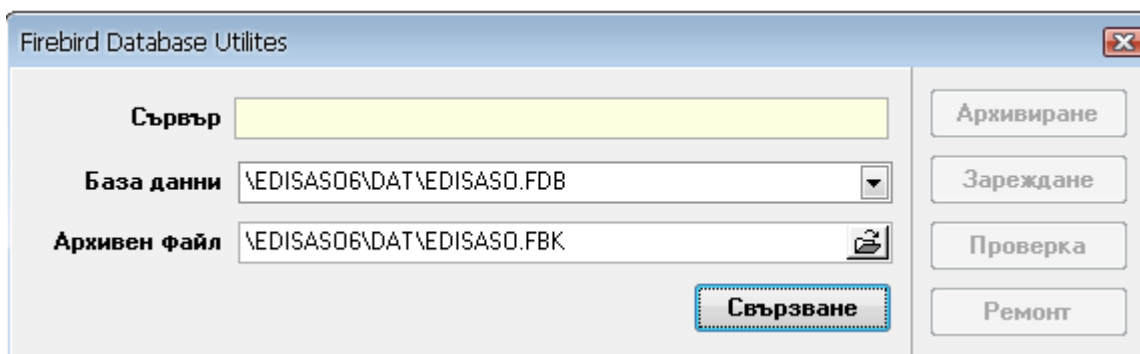 Firebird Database Utilites
Сървър
База данни \EDISASO6\DAT\EDISASO.FDB
Архивен файл \EDISASO6\DAT\EDISASO.FBK
Свързване
Архивиране
Зареждане
Проверка
Ремонт